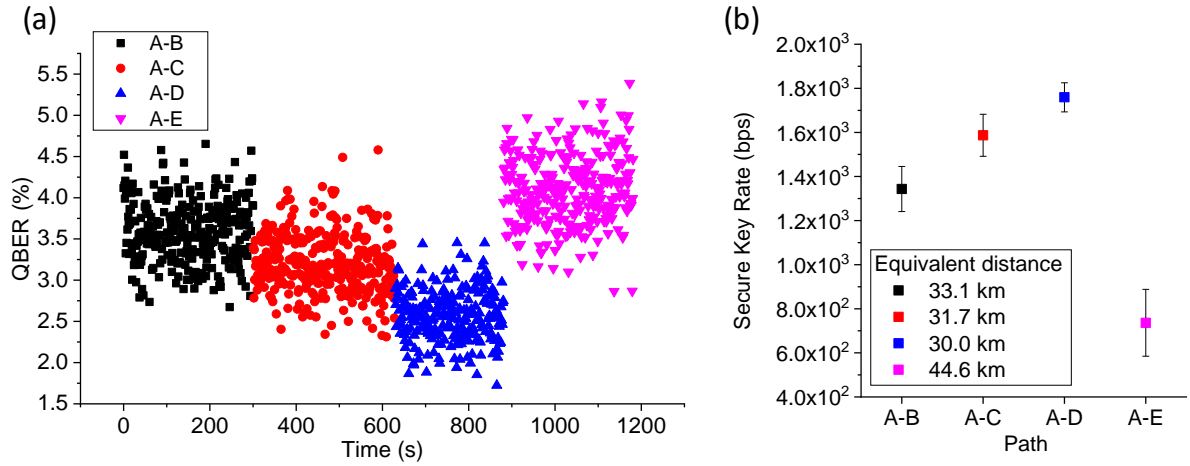 (a)
A-B
A-C
A-D
A-E
5.5
5.0
4.5
4.0
3.5
3.0
2.5
2.0
1.5
QBER (%)
0
200
400
600
800
1000
1200
Time (s)
(b)
2.0x10³
1.8x10³
1.6x10³
1.4x10³
1.2x10³
1.0x10³
8.0x10²
6.0x10²
4.0x10²
Secure Key Rate (bps)
Equivalent distance
33.1 km
31.7 km
30.0 km
44.6 km
A-B
A-C
A-D
A-E
Path